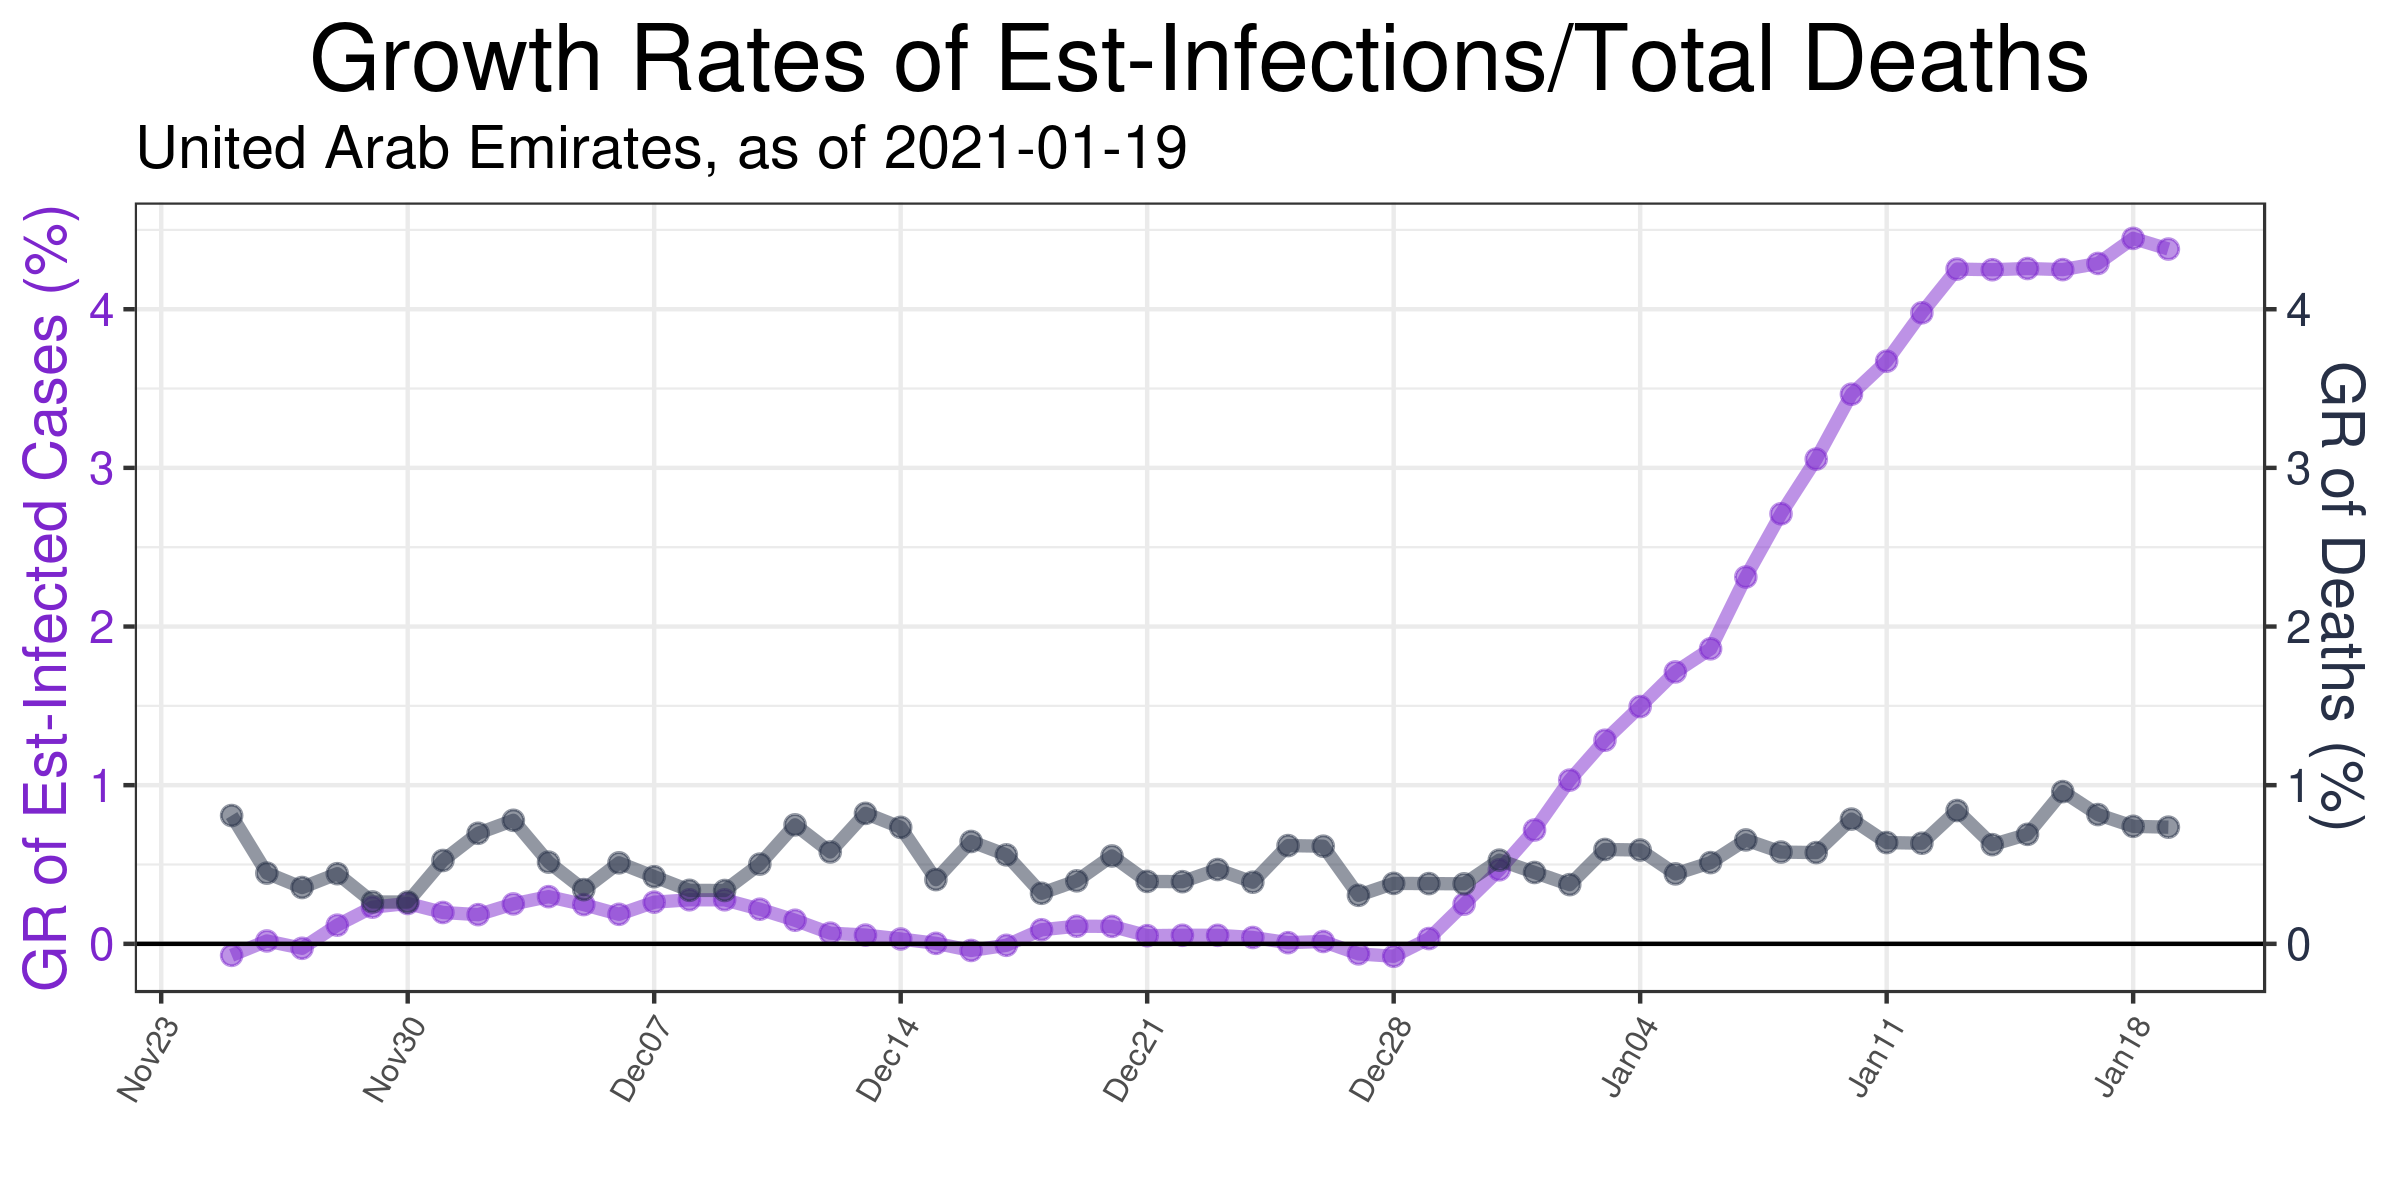 Growth Rates of Est-Infections/Total Deaths
United Arab Emirates, as of 2021-01-19
GR of Est-Infected Cases (%)
4
3
2
1
0
4
3
2
1
0
GR of Deaths (%)
Nov23
Nov30
Dec07
Dec14
Dec21
Dec28
Jan04
Jan11
Jan18